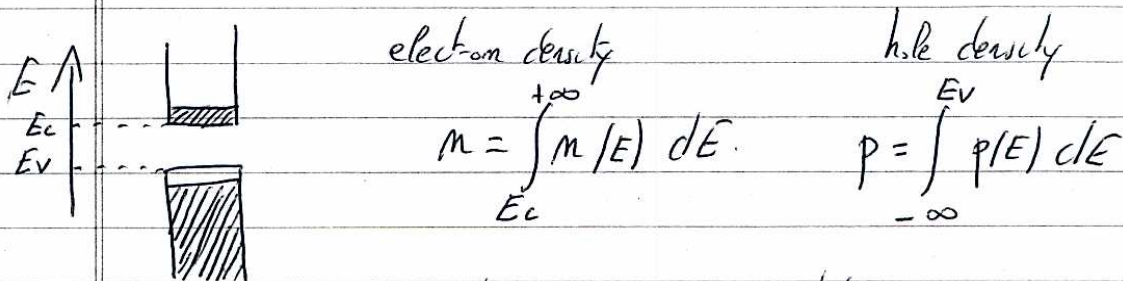 electron density hole density
E
Ec
Ev
n = ∫_{Ec}^{+∞} n(E) dE. p = ∫_{-∞}^{Ev} p(E) dE